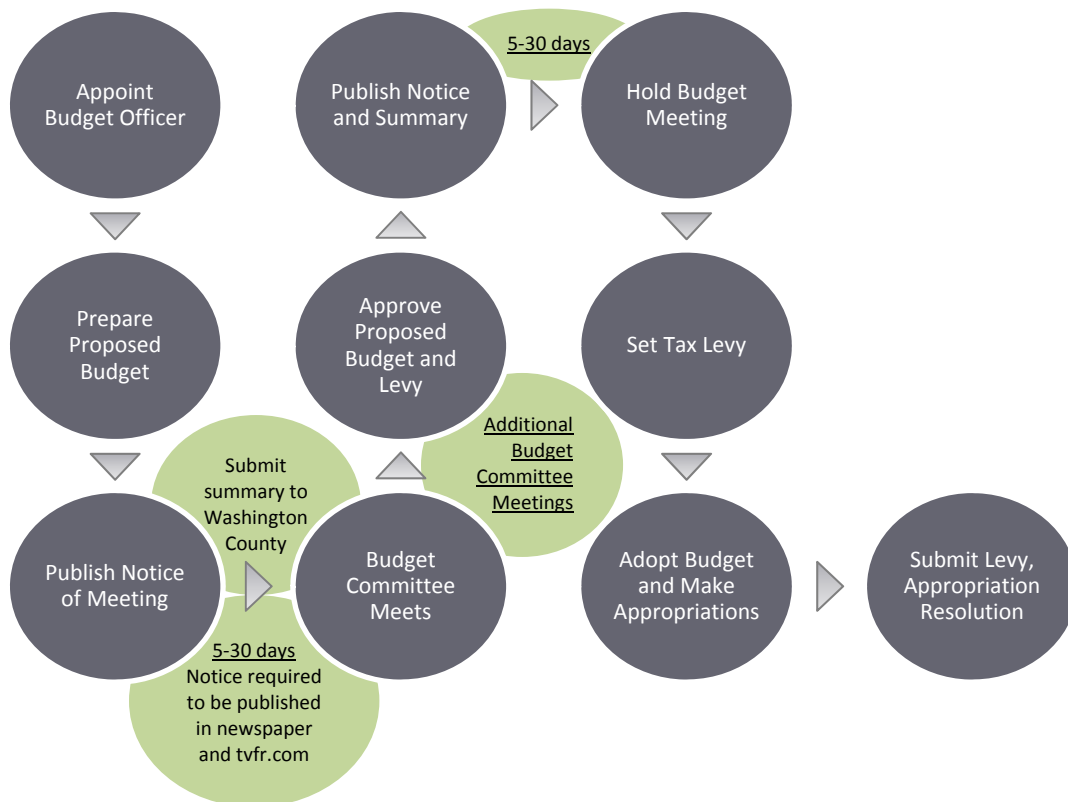 Appoint
Budget Officer
Prepare
Proposed
Budget
Publish Notice
of Meeting
Submit
summary to
Washington
County
5-30 days
Notice required
to be published
in newspaper
and tvfr.com
Budget
Committee
Meets
Additional
Budget
Committee
Meetings
Approve
Proposed
Budget and
Levy
Publish Notice
and Summary
5-30 days
Hold Budget
Meeting
Set Tax Levy
Adopt Budget
and Make
Appropriations
Submit Levy,
Appropriation
Resolution